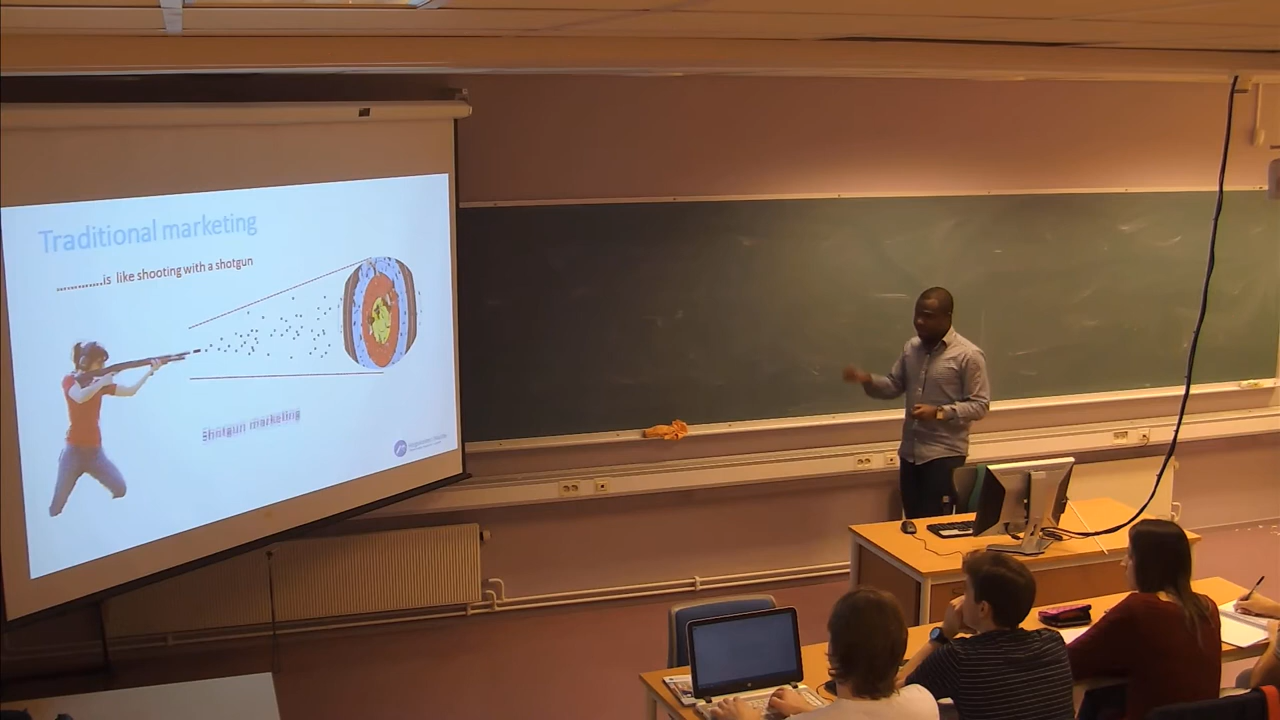 Traditional marketing
.............is like shooting with a shotgun
Shotgun marketing